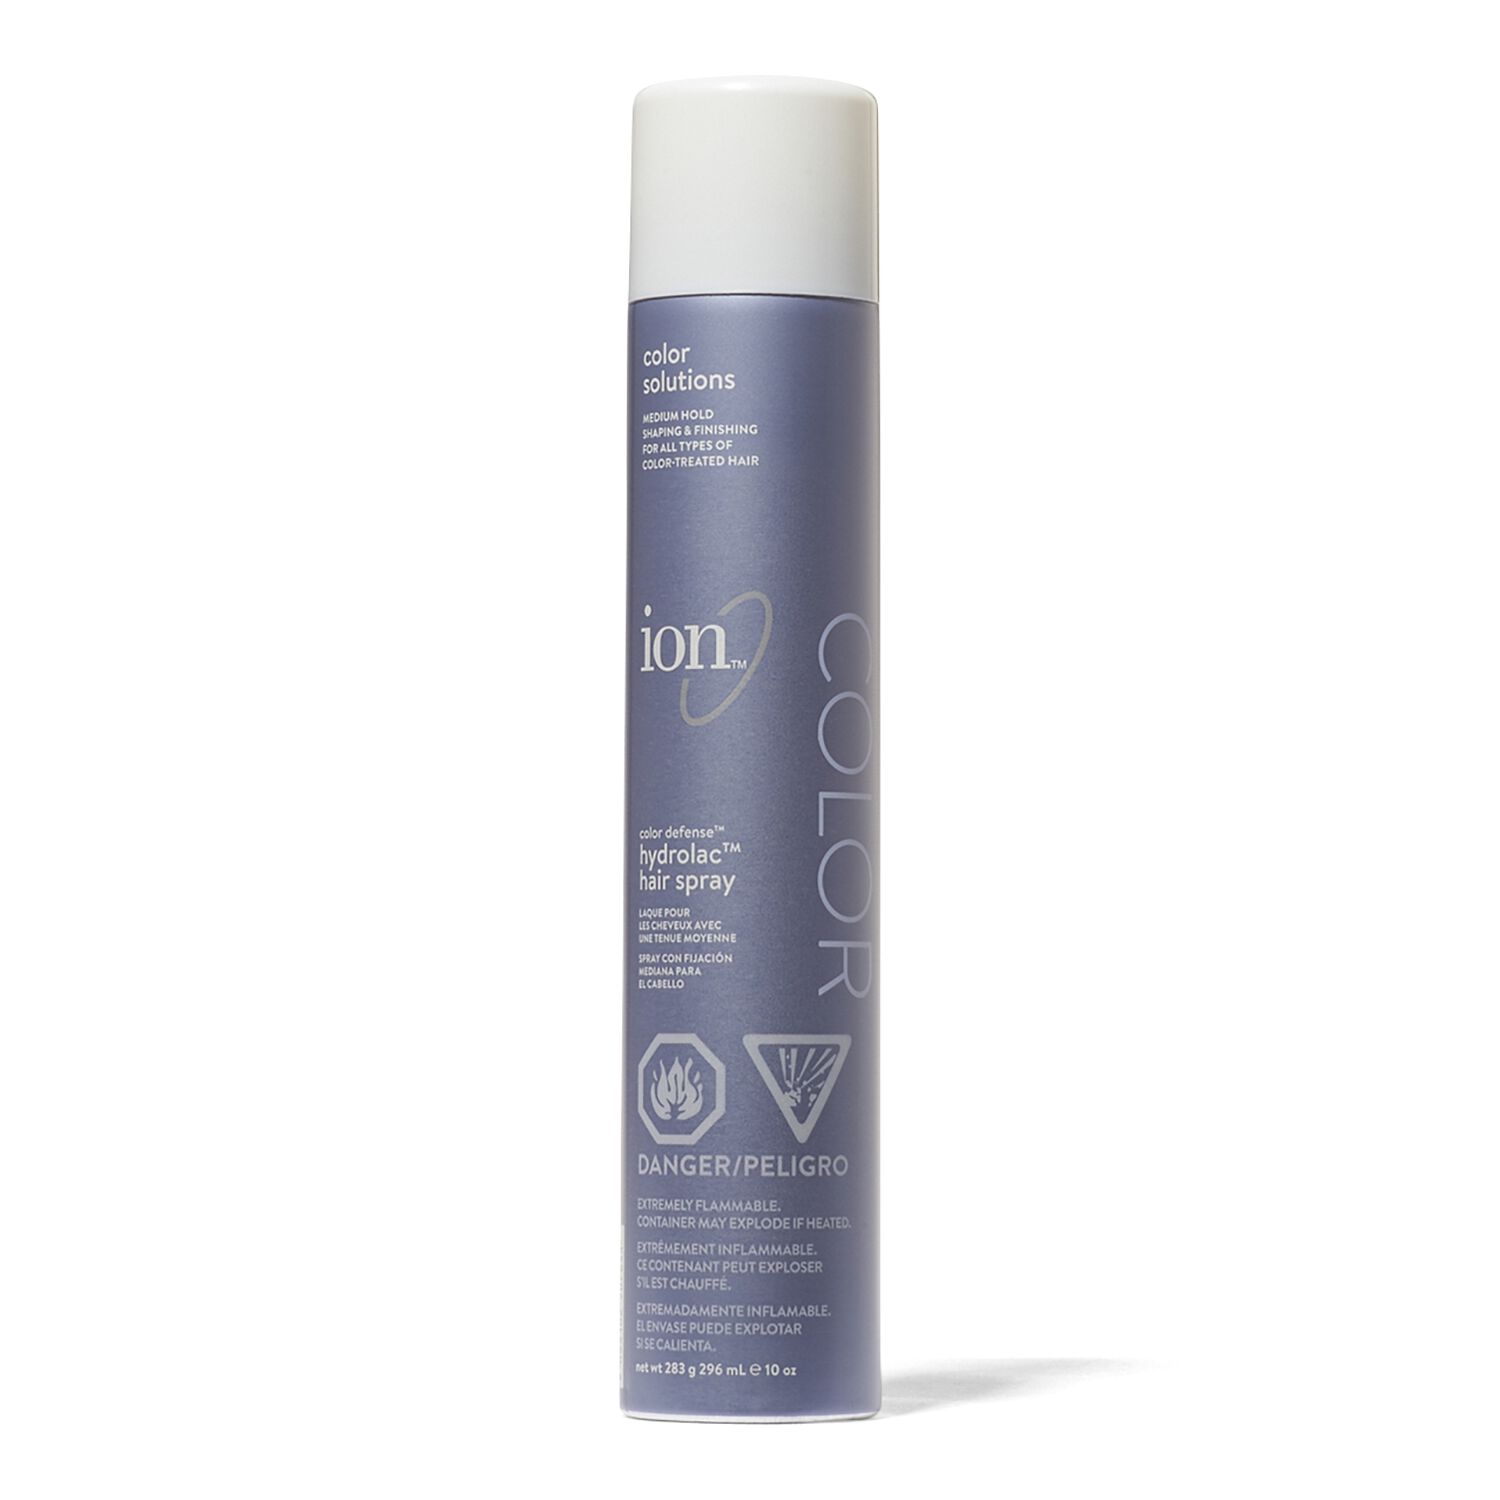 color
solutions
MEDIUM HOLD
SHAPING & FINISHING
FOR ALL TYPES OF
COLOR-TREATED HAIR
ion™
COLOR
color defense™
hydrolac™
hair spray
LAQUE POUR
LES CHEVEUX AVEC
UNE TENUE MOYENNE
SPRAY CON FIJACIÓN
MEDIANA PARA
EL CABELLO
DANGER/PELIGRO
EXTREMELY FLAMMABLE.
CONTAINER MAY EXPLODE IF HEATED.
EXTRÊMEMENT INFLAMMABLE.
CE CONTENANT PEUT EXPLOSER
S'IL EST CHAUFFÉ.
EXTREMADAMENTE INFLAMABLE.
EL ENVASE PUEDE EXPLOTAR
SI SE CALIENTA.
net wt 283 g 296 mL ℮ 10 oz